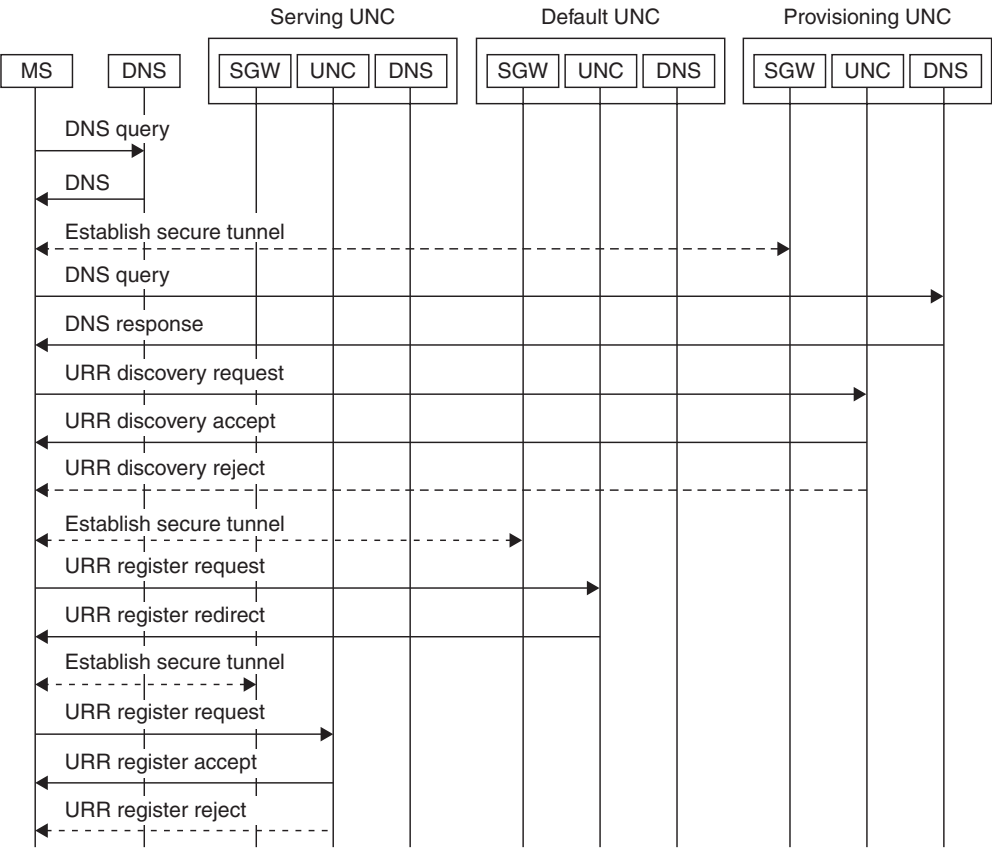 Serving UNC Default UNC Provisioning UNC
MS DNS SGW UNC DNS SGW UNC DNS SGW UNC DNS
DNS query
DNS
Establish secure tunnel
DNS query
DNS response
URR discovery request
URR discovery accept
URR discovery reject
Establish secure tunnel
URR register request
URR register redirect
Establish secure tunnel
URR register request
URR register accept
URR register reject